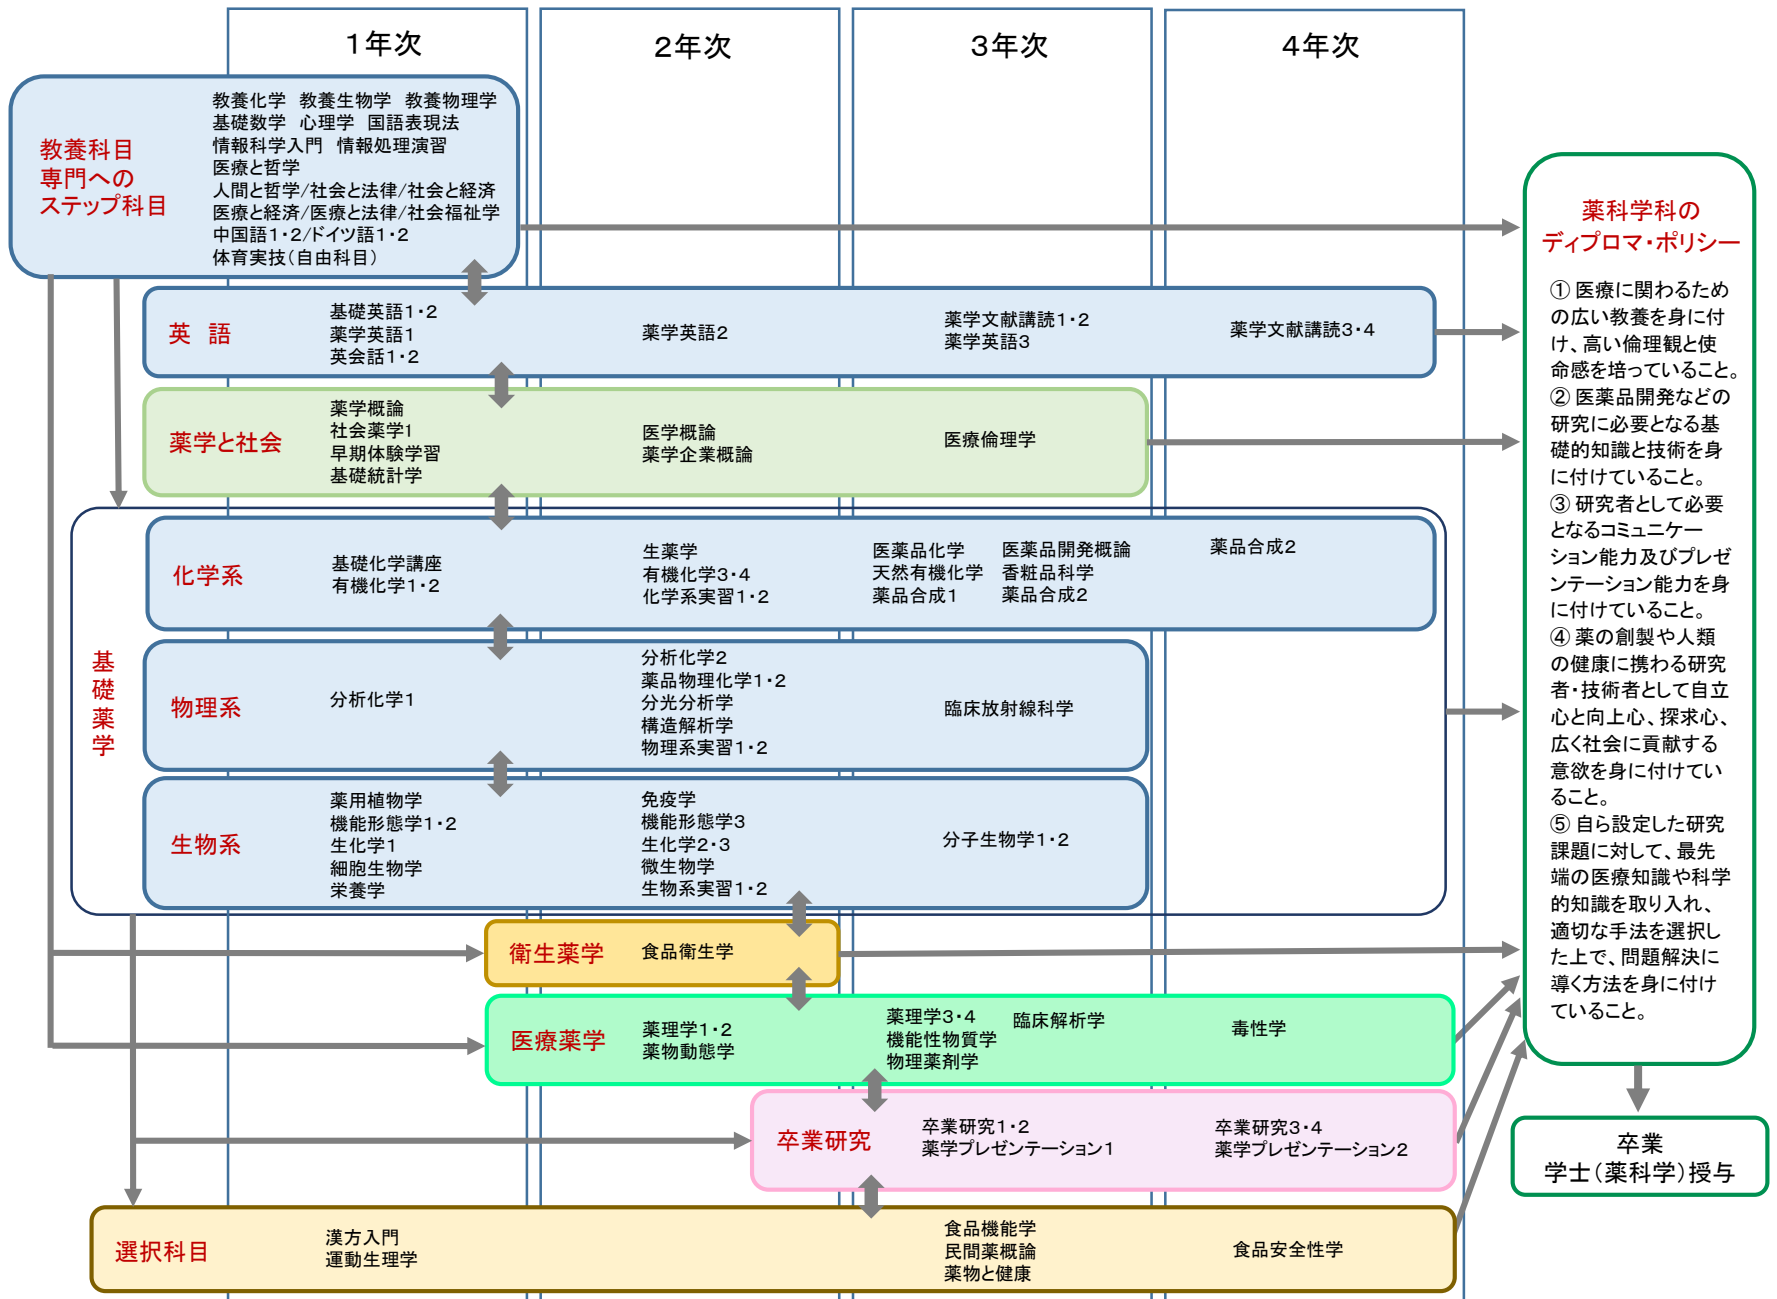 1年次
2年次
3年次
4年次
教養科目
専門への
ステップ科目
教養化学 教養生物学 教養物理学
基礎数学 心理学 国語表現法
情報科学入門 情報処理演習
医療と哲学
人間と哲学/社会と法律/社会と経済
医療と経済/医療と法律/社会福祉学
中国語1・2/ドイツ語1・2
体育実技(自由科目)
英 語
基礎英語1・2
薬学英語1
英会話1・2
薬学英語2
薬学文献講読1・2
薬学英語3
薬学文献講読3・4
薬学と社会
薬学概論
社会薬学1
早期体験学習
基礎統計学
医学概論
薬学企業概論
医療倫理学
基礎薬学
化学系
基礎化学講座
有機化学1・2
生薬学
有機化学3・4
化学系実習1・2
医薬品化学
天然有機化学
薬品合成1
医薬品開発概論
香粧品科学
薬品合成2
薬品合成2
物理系
分析化学1
分析化学2
薬品物理化学1・2
分光分析学
構造解析学
物理系実習1・2
臨床放射線科学
生物系
薬用植物学
機能形態学1・2
生化学1
細胞生物学
栄養学
免疫学
機能形態学3
生化学2・3
微生物学
生物系実習1・2
分子生物学1・2
衛生薬学
食品衛生学
医療薬学
薬理学1・2
薬物動態学
薬理学3・4
機能性物質学
物理薬剤学
臨床解析学
毒性学
卒業研究
卒業研究1・2
薬学プレゼンテーション1
卒業研究3・4
薬学プレゼンテーション2
選択科目
漢方入門
運動生理学
食品機能学
民間薬概論
薬物と健康
食品安全性学
薬科学科の
ディプロマ・ポリシー
① 医療に関わるため
の広い教養を身に付
け、高い倫理観と使
命感を培っていること。
② 医薬品開発などの
研究に必要となる基
礎的知識と技術を身
に付けていること。
③ 研究者として必要
となるコミュニケー
ション能力及びプレゼ
ンテーション能力を身
に付けていること。
④ 薬の創製や人類
の健康に携わる研究
者・技術者として自立
心と向上心、探求心、
広く社会に貢献する
意欲を身に付けてい
ること。
⑤ 自ら設定した研究
課題に対して、最先
端の医療知識や科学
的知識を取り入れ、
適切な手法を選択し
た上で、問題解決に
導く方法を身に付け
ていること。
卒業
学士(薬科学)授与